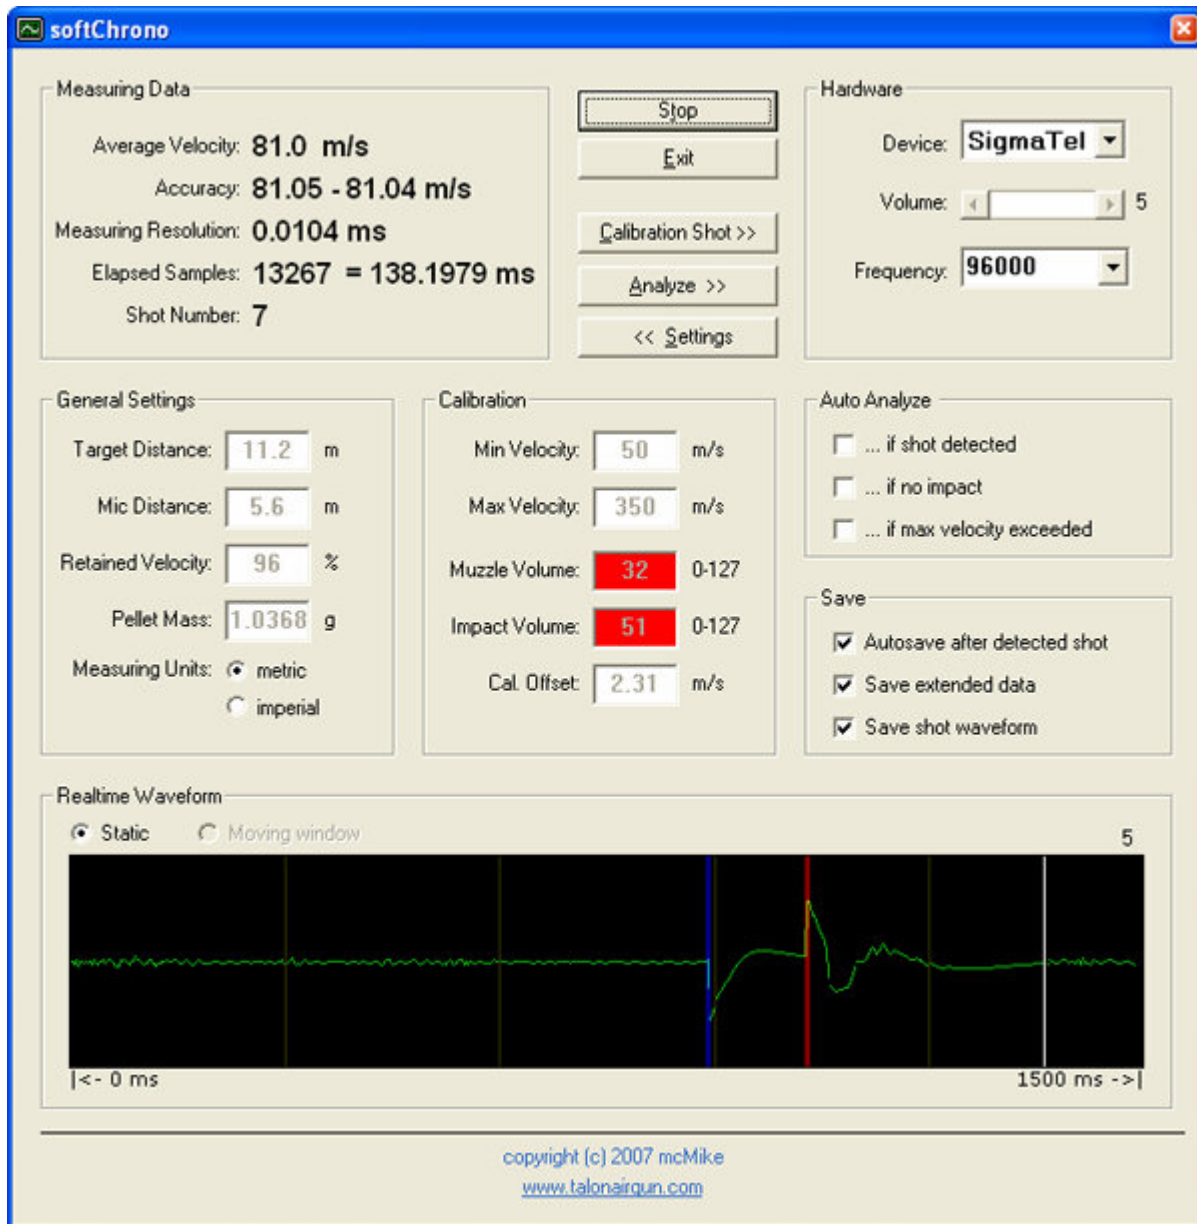 softChrono
Measuring Data
Average Velocity: 81.0 m/s
Accuracy: 81.05 - 81.04 m/s
Measuring Resolution: 0.0104 ms
Elapsed Samples: 13267 = 138.1979 ms
Shot Number: 7
Stop
Exit
Calibration Shot >>
Analyze >>
<< Settings
Hardware
Device: SigmaTel
Volume: 5
Frequency: 96000
General Settings
Target Distance: 11.2 m
Mic Distance: 5.6 m
Retained Velocity: 96 %
Pellet Mass: 1.0368 g
Measuring Units: metric
imperial
Calibration
Min Velocity: 50 m/s
Max Velocity: 350 m/s
Muzzle Volume: 32 0-127
Impact Volume: 51 0-127
Cal. Offset: 2.31 m/s
Auto Analyze
... if shot detected
... if no impact
... if max velocity exceeded
Save
Autosave after detected shot
Save extended data
Save shot waveform
Realtime Waveform
Static Moving window 5
|<- 0 ms 1500 ms ->|
copyright (c) 2007 mcMike
www.talonairgun.com